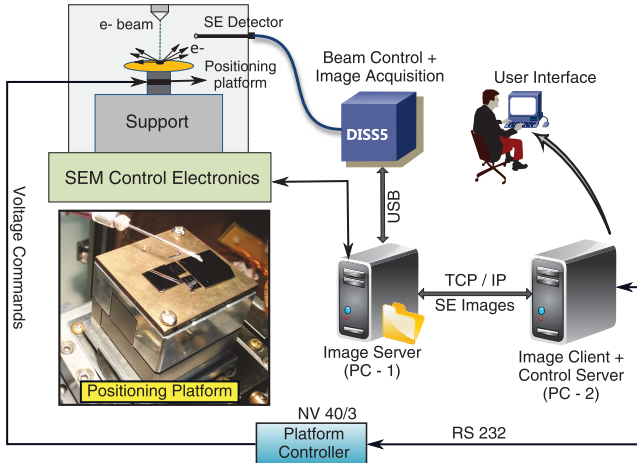 e- beam
SE Detector
e-
Positioning
platform
Support
SEM Control Electronics
Voltage Commands
Beam Control +
Image Acquisition
DISS5
USB
User Interface
TCP / IP
SE Images
Image Server
(PC - 1)
Image Client +
Control Server
(PC - 2)
Positioning Platform
NV 40/3
Platform
Controller
RS 232